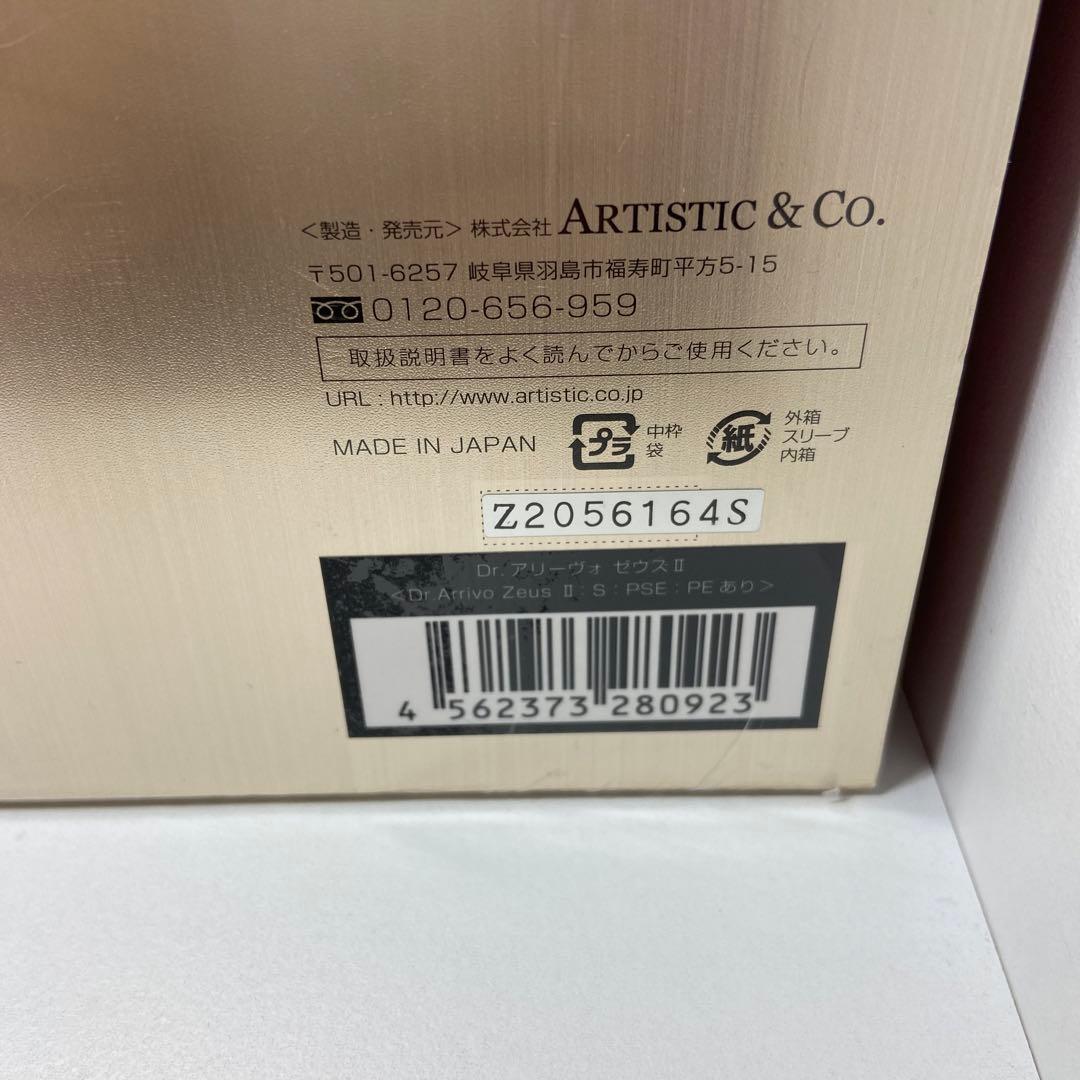 ＜製造・発売元＞ 株式会社 ARTISTIC & CO.
〒501-6257 岐阜県羽島市福寿町平方5-15
0120-656-959
取扱説明書をよく読んでからご使用ください。
URL : http://www.artistic.co.jp
MADE IN JAPAN
プラ 中枠
袋
紙 外箱
スリーブ
内箱
Z2056164S
Dr. アリーヴォ ゼウスⅡ
＜Dr.Arrivo Zeus Ⅱ : S : PSE : PEあり＞
4 562373 280923